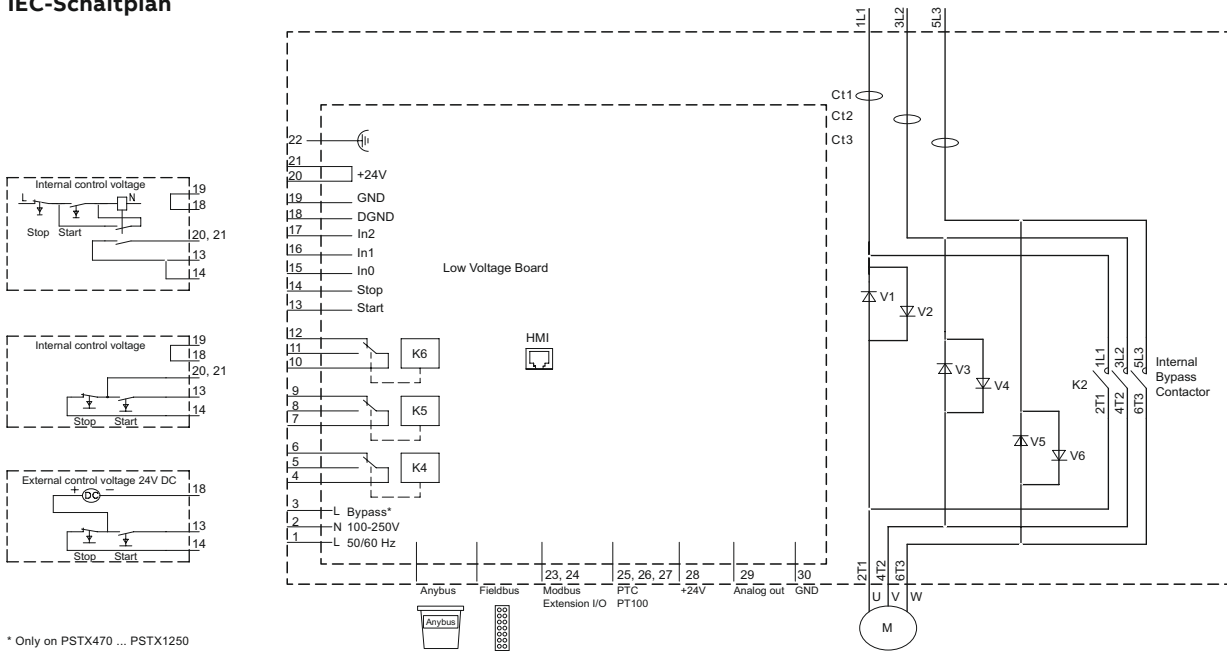 IEC-Schaltplan
1L1
3L2
5L3
Ct1
Ct2
Ct3
22
21
20
+24V
19
GND
18
DGND
17
In2
16
In1
15
In0
14
Stop
13
Start
12
11
10
K6
9
8
7
K5
6
5
4
K4
3
L Bypass*
2
N 100-250V
1
L 50/60 Hz
Low Voltage Board
HMI
Internal control voltage
L
N
Stop
Start
19
18
20, 21
13
14
Internal control voltage
Stop
Start
19
18
20, 21
13
14
External control voltage 24V DC
+
DC
−
Stop
Start
18
13
14
V1
V2
V3
V4
V5
V6
1L1
3L2
5L3
K2
2T1
4T2
6T3
Internal
Bypass
Contactor
Anybus
Fieldbus
23, 24
Modbus
Extension I/O
25, 26, 27
PTC
PT100
28
+24V
29
Analog out
30
GND
Anybus
2T1
4T2
6T3
U
V
W
M
* Only on PSTX470 ... PSTX1250